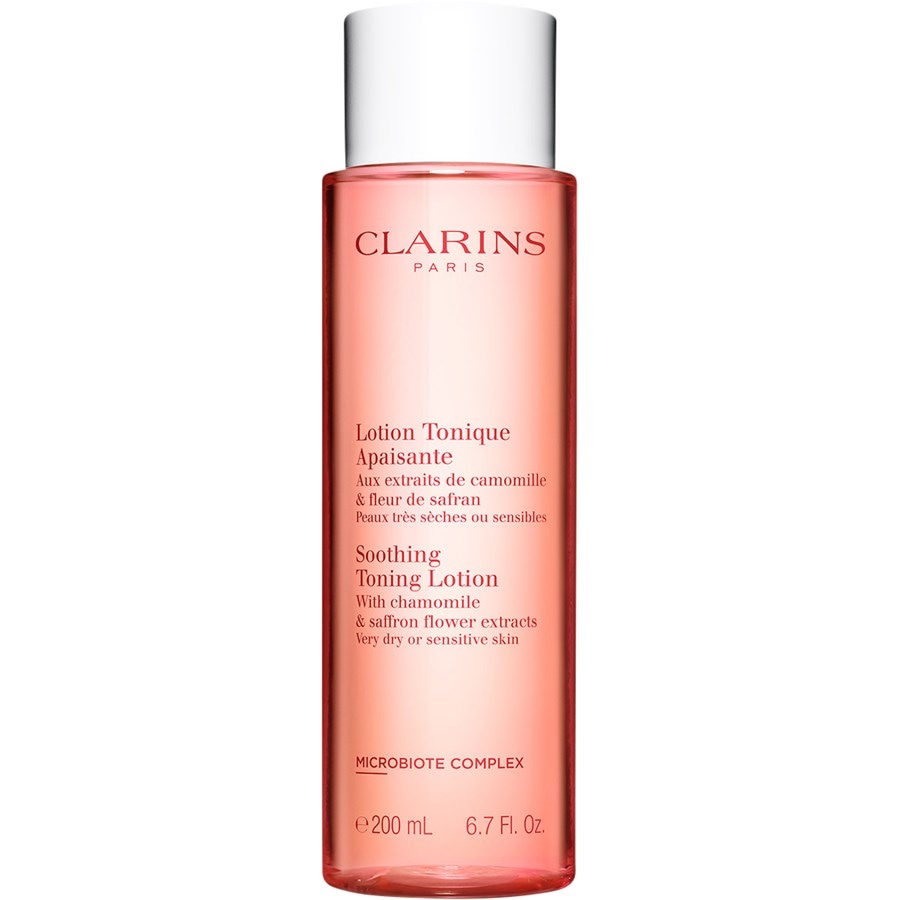 CLARINS
PARIS
Lotion Tonique
Apaisante
Aux extraits de camomille
& fleur de safran
Peaux très sèches ou sensibles
Soothing
Toning Lotion
With chamomile
& saffron flower extracts
Very dry or sensitive skin
MICROBIOTE COMPLEX
℮200 mL 6.7 Fl. Oz.